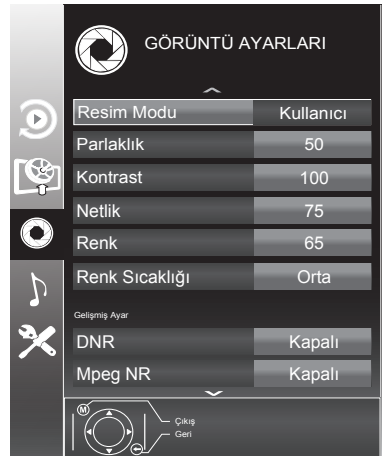 GÖRÜNTÜ AYARLARI
Resim Modu Kullanıcı
Parlaklık 50
Kontrast 100
Netlik 75
Renk 65
Renk Sıcaklığı Orta
Gelişmiş Ayar
DNR Kapalı
Mpeg NR Kapalı
M
Çıkış
Geri